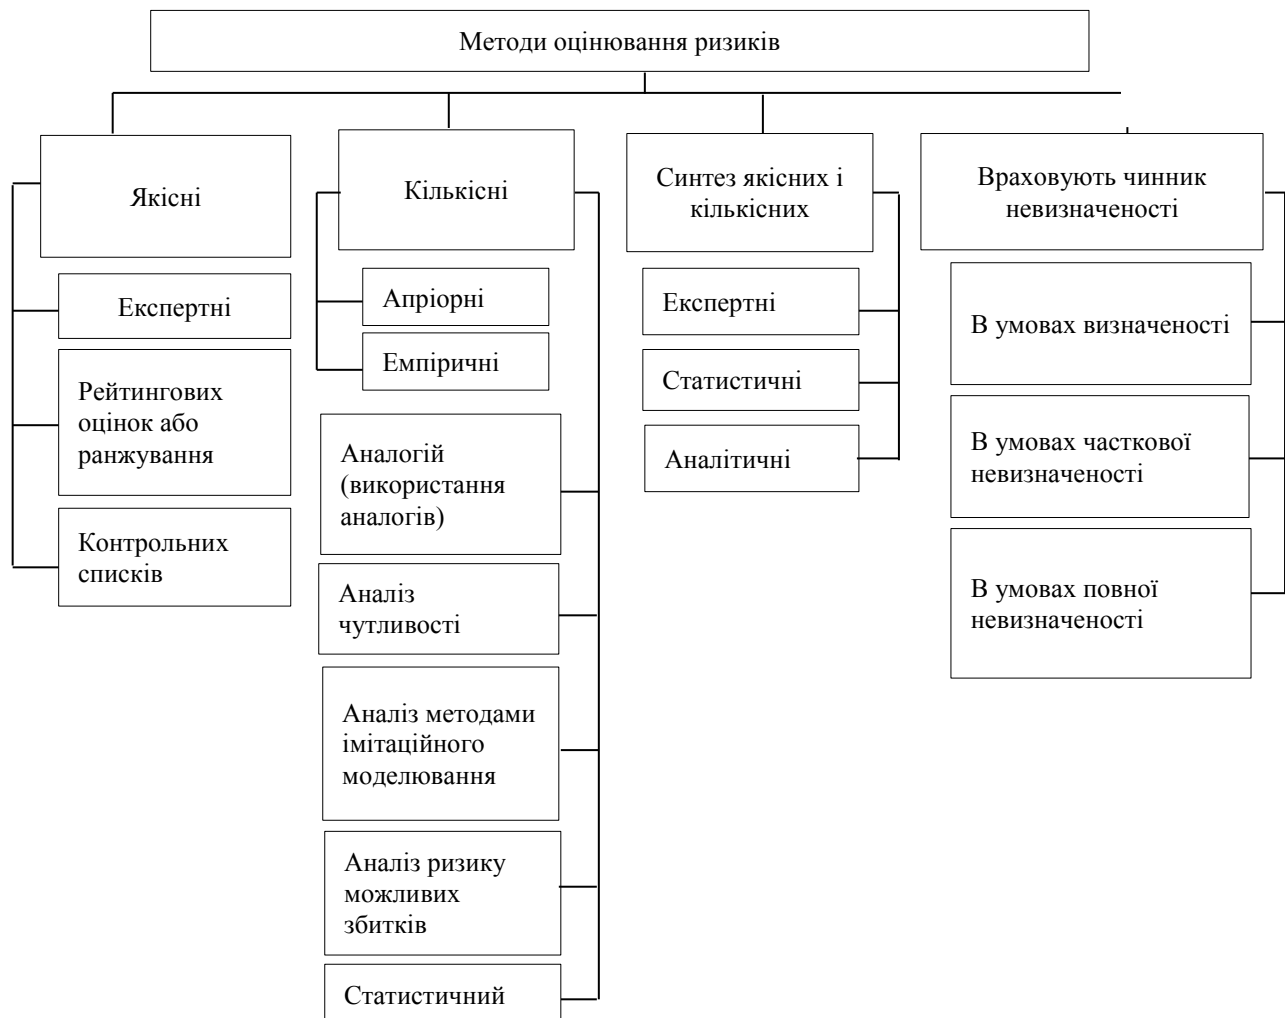 Методи оцінювання ризиків
Якісні
Експертні
Рейтингових
оцінок або
ранжування
Контрольних
списків
Кількісні
Апріорні
Емпіричні
Аналогій
(використання
аналогів)
Аналіз
чутливості
Аналіз методами
імітаційного
моделювання
Аналіз ризику
можливих
збитків
Статистичний
Синтез якісних і
кількісних
Експертні
Статистичні
Аналітичні
Враховують чинник
невизначеності
В умовах визначеності
В умовах часткової
невизначеності
В умовах повної
невизначеності